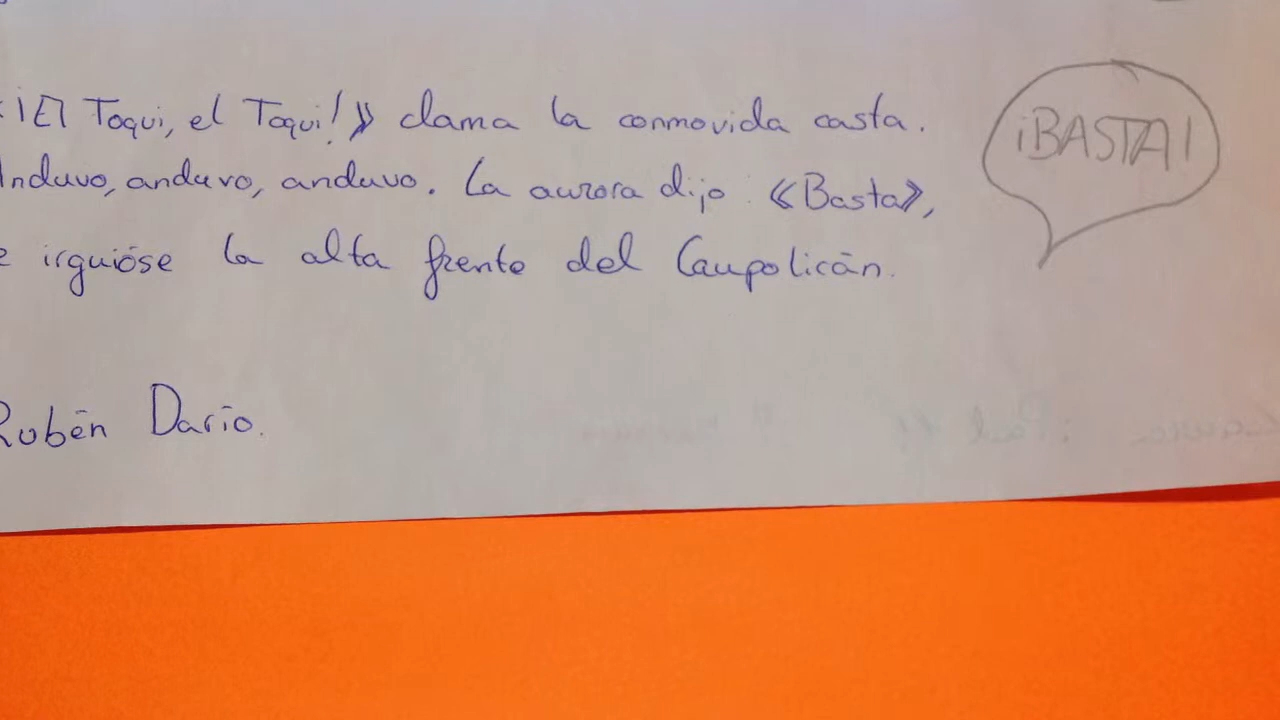 «¡El Toqui, el Toqui!» clama la conmovida casta.
Anduvo, anduvo, anduvo. La aurora dijo: «Basta»,
e irguióse la alta frente del Caupolicán.
Rubén Darío.
¡BASTA!